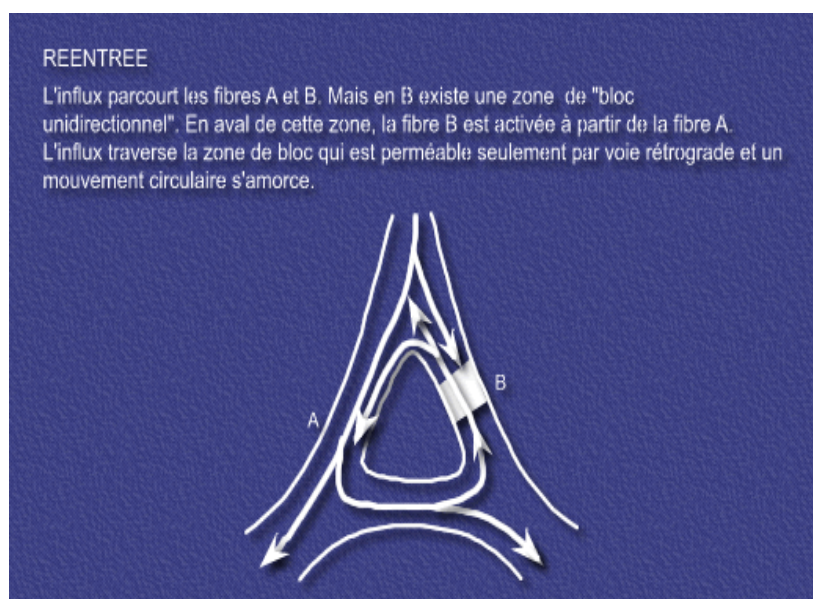 REENTREE
L'influx parcourt les fibres A et B. Mais en B existe une zone de "bloc
unidirectionnel". En aval de cette zone, la fibre B est activée à partir de la fibre A.
L'influx traverse la zone de bloc qui est perméable seulement par voie rétrograde et un
mouvement circulaire s'amorce.
B
A